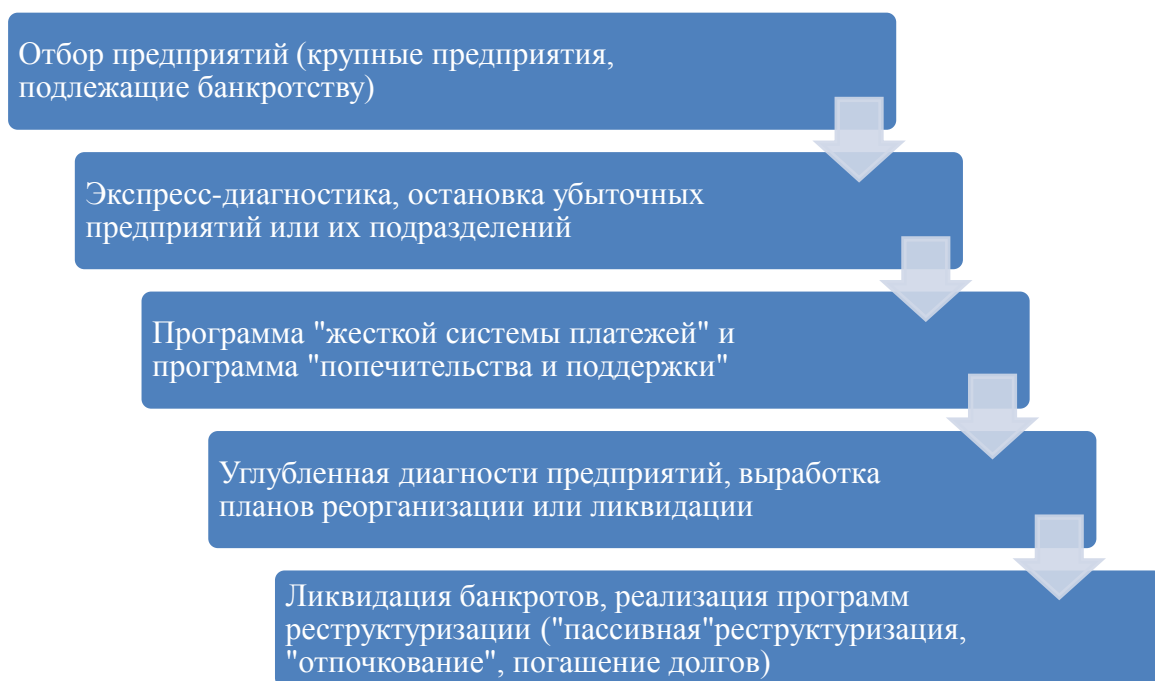 Отбор предприятий (крупные предприятия,
подлежащие банкротству)
Экспресс-диагностика, остановка убыточных
предприятий или их подразделений
Программа "жесткой системы платежей" и
программа "попечительства и поддержки"
Углубленная диагности предприятий, выработка
планов реорганизации или ликвидации
Ликвидация банкротов, реализация программ
реструктуризации ("пассивная"реструктуризация,
"отпочкование", погашение долгов)